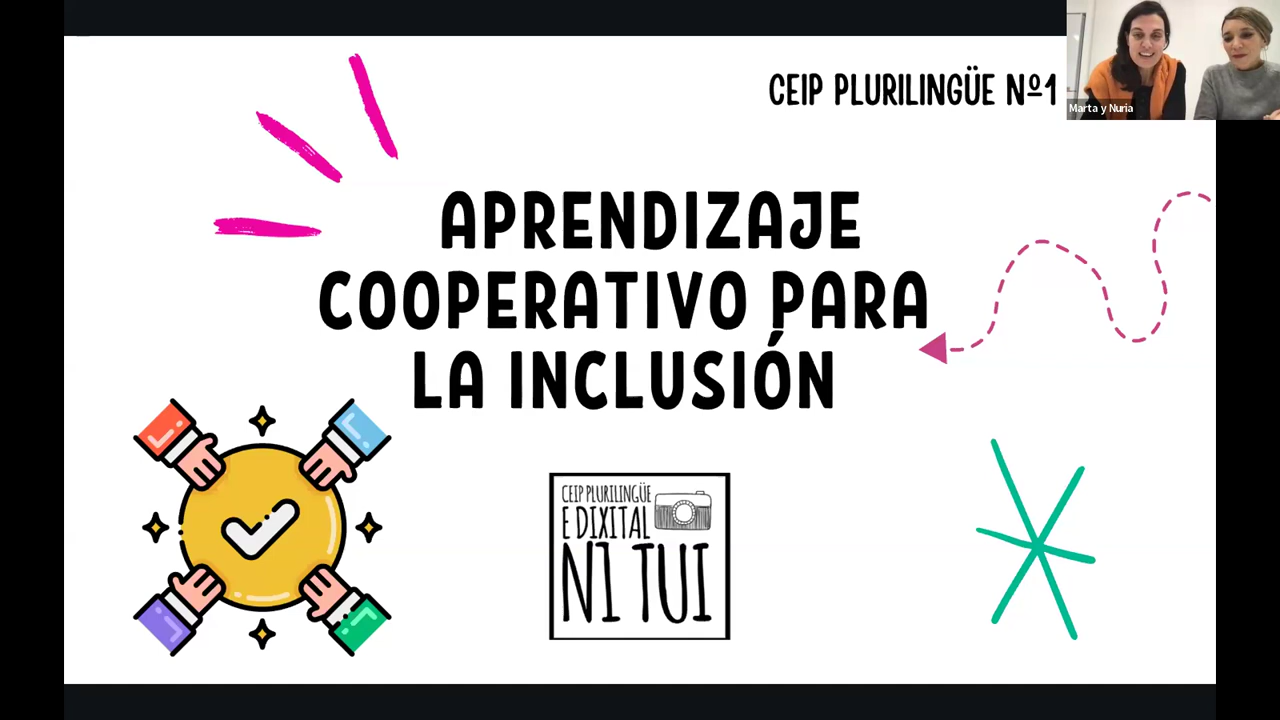 CEIP PLURILINGÜE Nº1
Marta y Nuria
APRENDIZAJE
COOPERATIVO PARA
LA INCLUSIÓN
CEIP PLURILINGÜE
E DIXITAL
N1 TUI